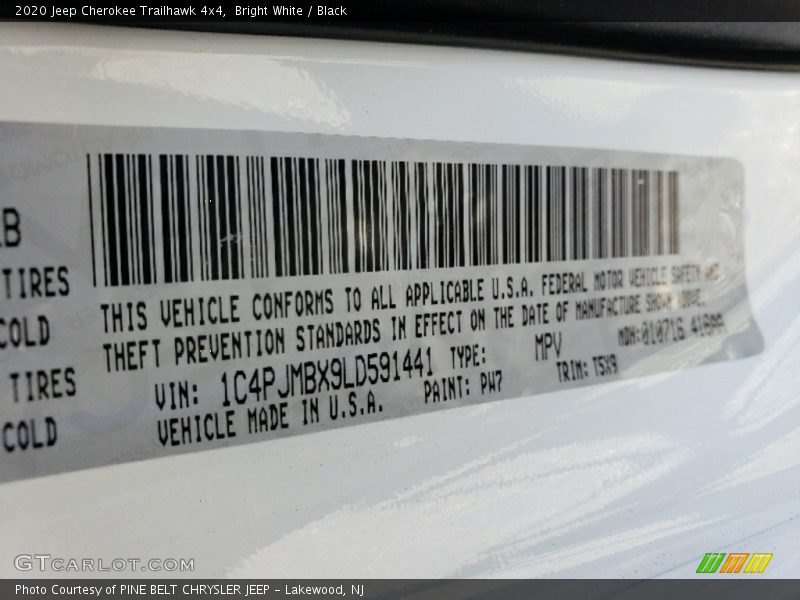 2020 Jeep Cherokee Trailhawk 4x4, Bright White / Black
LB
TIRES
COLD
TIRES
COLD
THIS VEHICLE CONFORMS TO ALL APPLICABLE U.S.A. FEDERAL MOTOR VEHICLE SAFETY AND
THEFT PREVENTION STANDARDS IN EFFECT ON THE DATE OF MANUFACTURE SHOWN ABOVE.
VIN: 1C4PJMBX9LD591441 TYPE: MPV MDH:010716
VEHICLE MADE IN U.S.A. PAINT: PW7 TRIM: T5X9
GTCARLOT.COM
Photo Courtesy of PINE BELT CHRYSLER JEEP - Lakewood, NJ